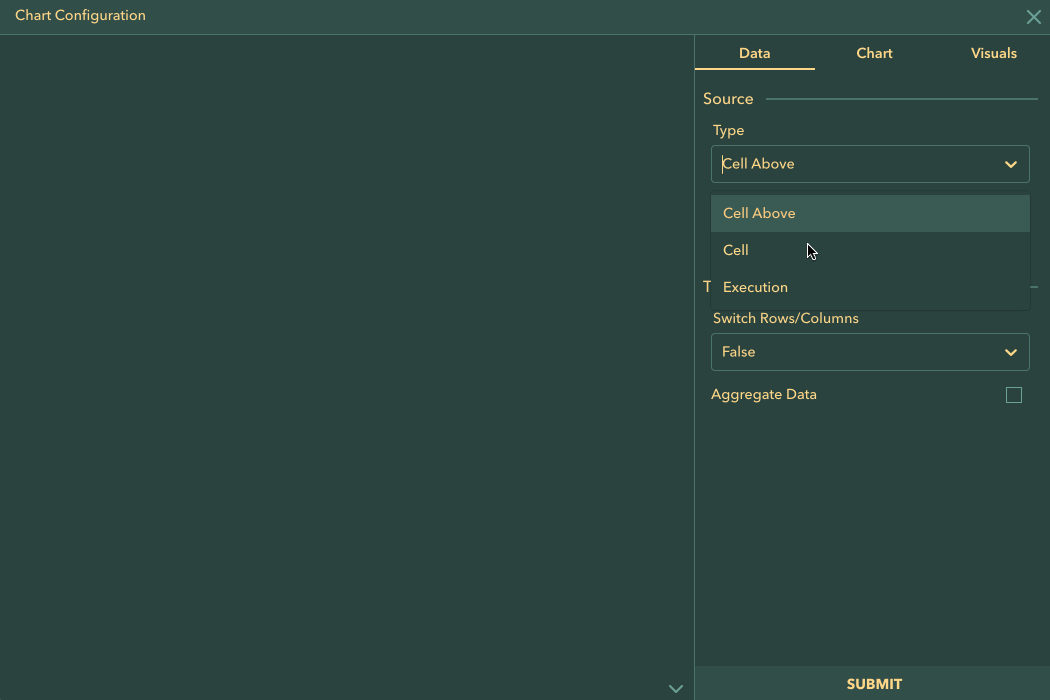 Chart Configuration
Data Chart Visuals
Source
Type
Cell Above
Cell Above
Cell
Execution
Switch Rows/Columns
False
Aggregate Data
SUBMIT